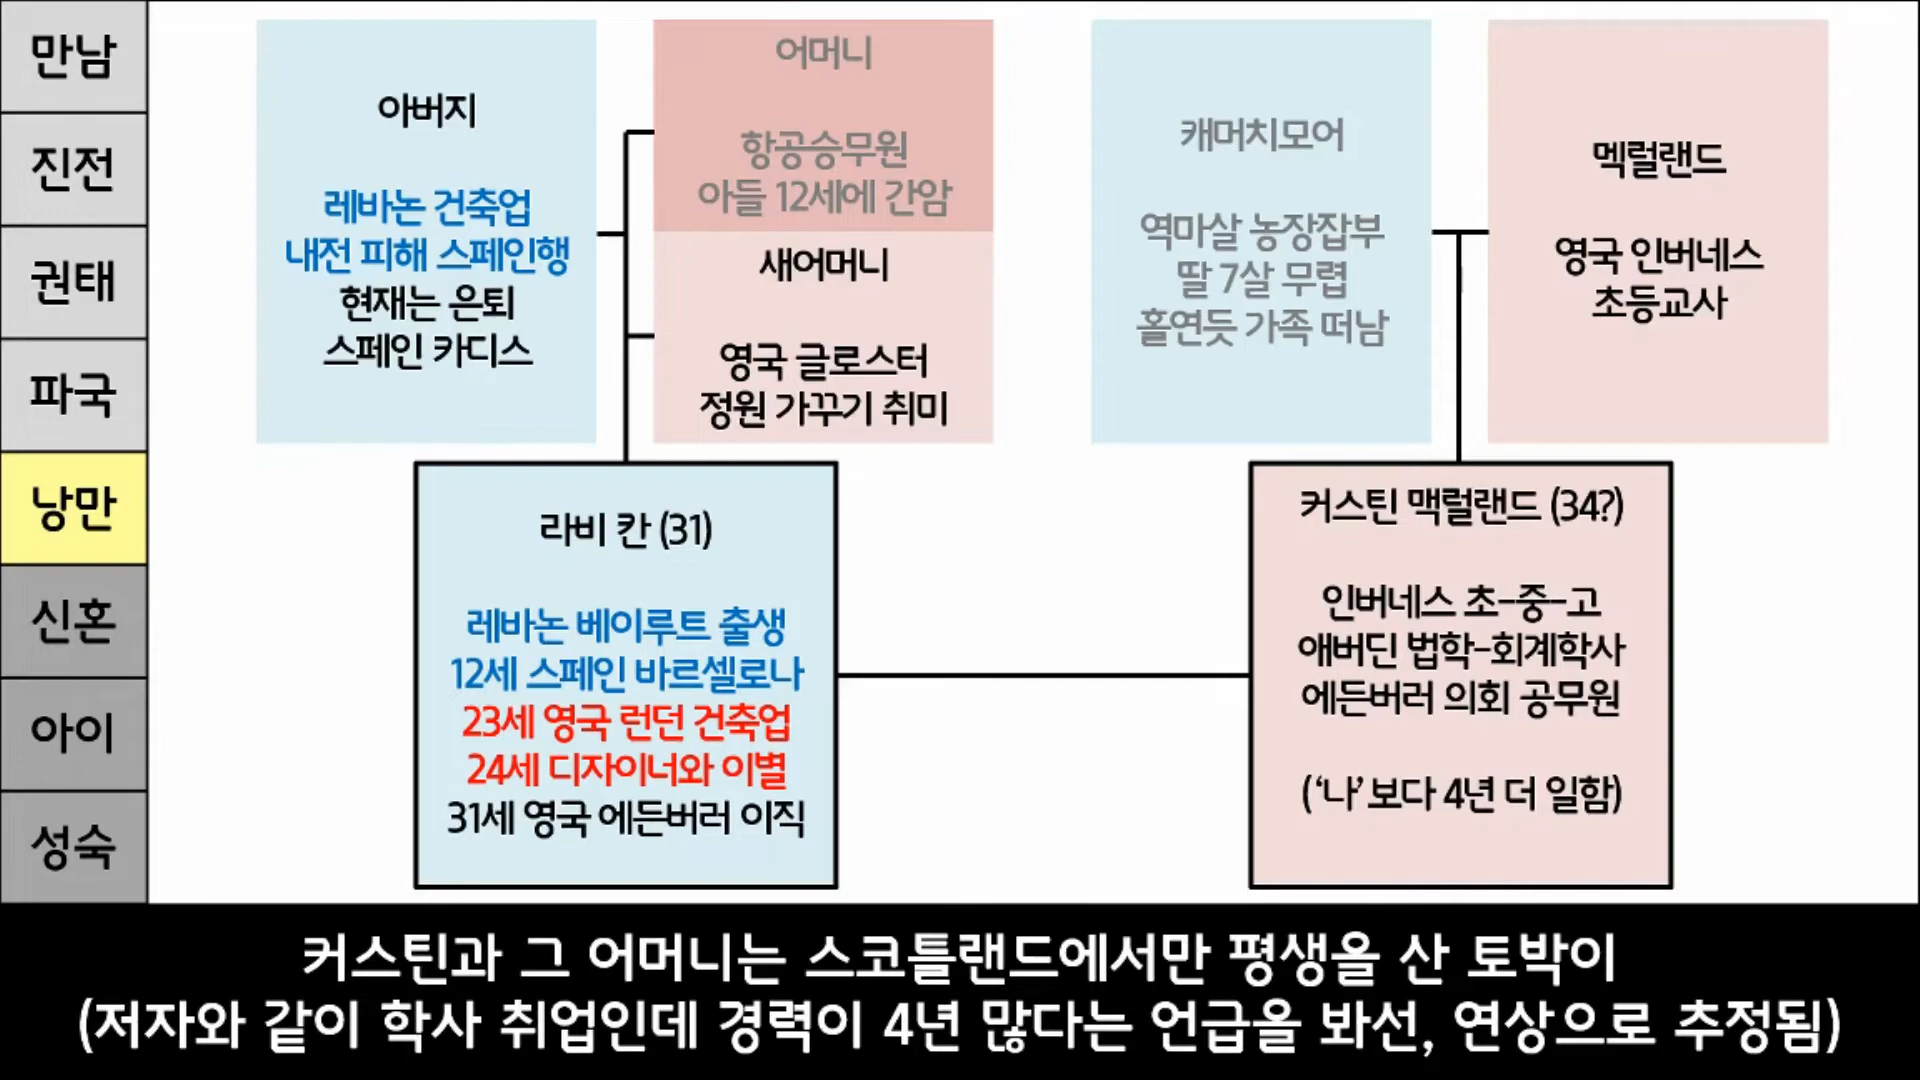 만남
진전
권태
파국
낭만
신혼
아이
성숙
아버지
레바논 건축업
내전 피해 스페인행
현재는 은퇴
스페인 카디스
어머니
항공승무원
아들 12세에 간암
새어머니
영국 글로스터
정원 가꾸기 취미
캐머치모어
역마살 농장잡부
딸 7살 무렵
홀연듯 가족 떠남
멕럴랜드
영국 인버네스
초등교사
라비 칸 (31)
레바논 베이루트 출생
12세 스페인 바르셀로나
23세 영국 런던 건축업
24세 디자이너와 이별
31세 영국 에든버러 이직
커스틴 맥럴랜드 (34?)
인버네스 초-중-고
애버딘 법학-회계학사
에든버러 의회 공무원
(‘나’ 보다 4년 더 일함)
커스틴과 그 어머니는 스코틀랜드에서만 평생을 산 토박이
(저자와 같이 학사 취업인데 경력이 4년 많다는 언급을 봐선, 연상으로 추정됨)